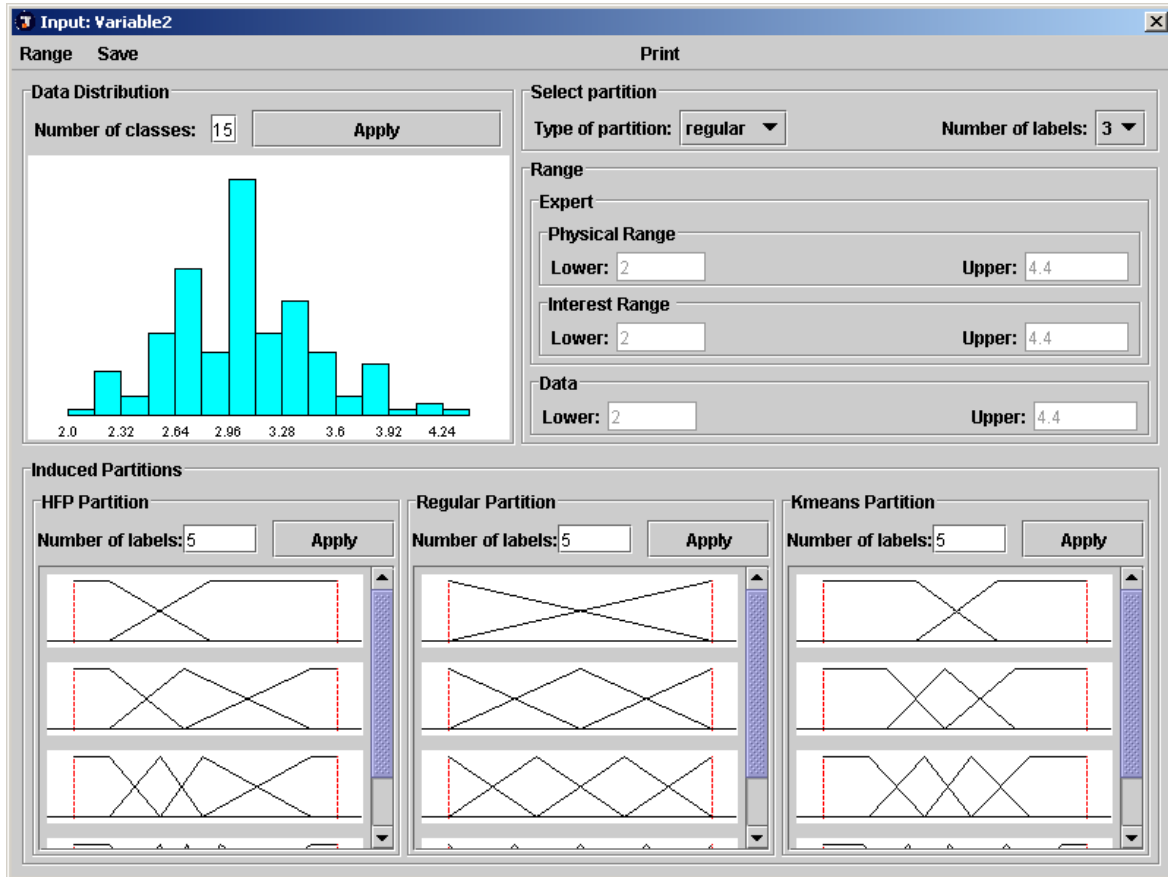 Input: Variable2
Range Save Print
Data Distribution
Number of classes: 15 Apply
2.0 2.32 2.64 2.96 3.28 3.6 3.92 4.24
Select partition
Type of partition: regular Number of labels: 3
Range
Expert
Physical Range
Lower: 2 Upper: 4.4
Interest Range
Lower: 2 Upper: 4.4
Data
Lower: 2 Upper: 4.4
Induced Partitions
HFP Partition
Number of labels: 5 Apply
Regular Partition
Number of labels: 5 Apply
Kmeans Partition
Number of labels: 5 Apply